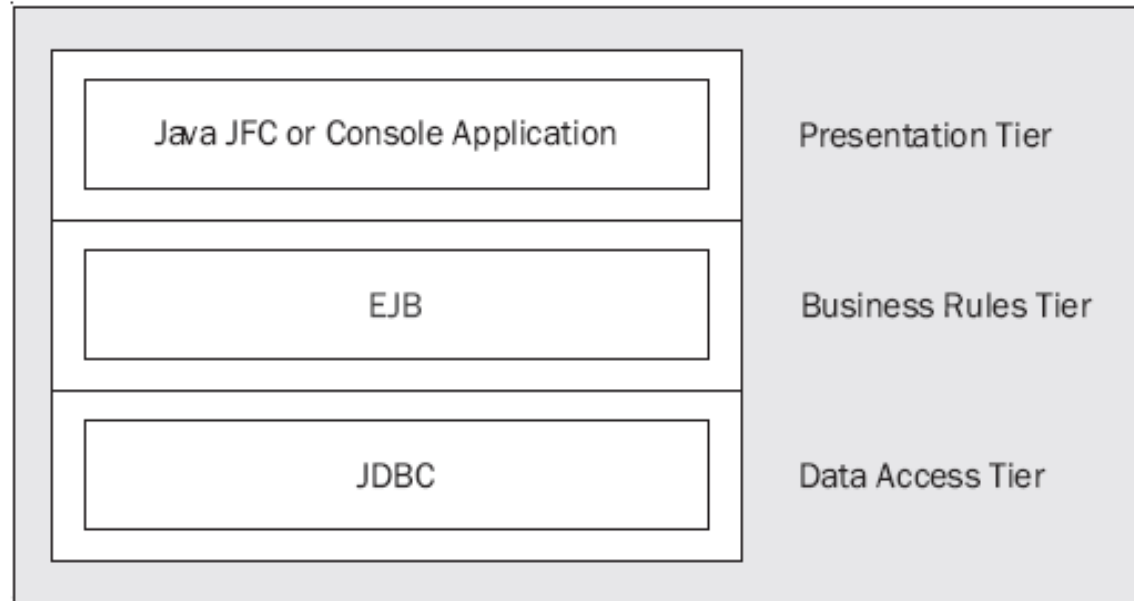 Java JFC or Console Application
Presentation Tier
EJB
Business Rules Tier
JDBC
Data Access Tier